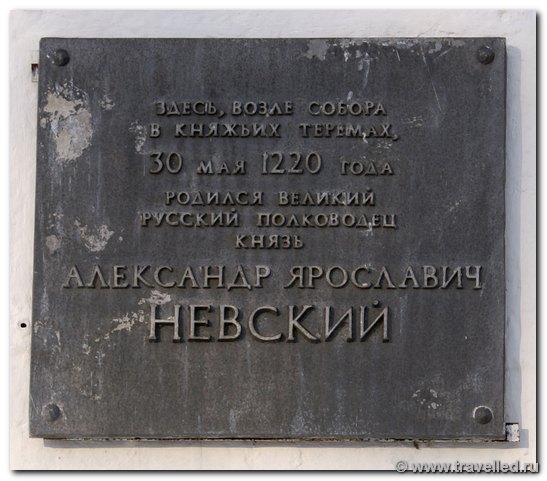 ЗДЕСЬ, ВОЗЛЕ СОБОРА
В КНЯЖЬИХ ТЕРЕМАХ,
30 МАЯ 1220 ГОДА
РОДИЛСЯ ВЕЛИКИЙ
РУССКИЙ ПОЛКОВОДЕЦ
КНЯЗЬ
АЛЕКСАНДР ЯРОСЛАВИЧ
НЕВСКИЙ
© www.travelled.ru